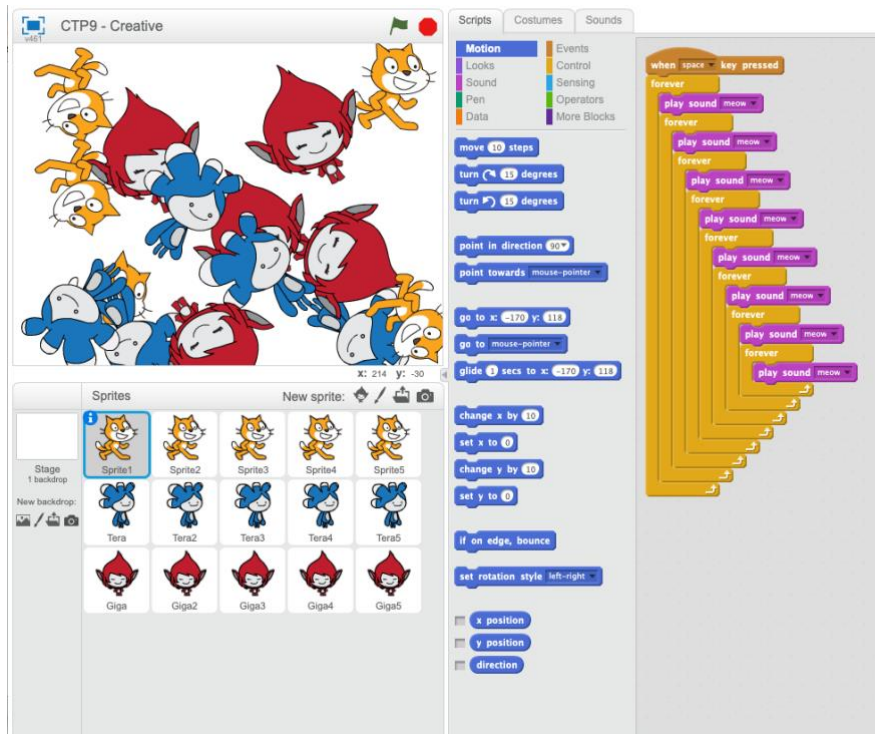 CTP9 - Creative
v461
x: 214 y: -30
Sprites New sprite:
Stage
1 backdrop
New backdrop:
Sprite1 Sprite2 Sprite3 Sprite4 Sprite5
Tera Tera2 Tera3 Tera4 Tera5
Giga Giga2 Giga3 Giga4 Giga5
Scripts Costumes Sounds
Motion Events
Looks Control
Sound Sensing
Pen Operators
Data More Blocks
move 10 steps
turn 15 degrees
turn 15 degrees
point in direction 90
point towards mouse-pointer
go to x: -170 y: 118
go to mouse-pointer
glide 1 secs to x: -170 y: 118
change x by 10
set x to 0
change y by 10
set y to 0
if on edge, bounce
set rotation style left-right
x position
y position
direction
when space key pressed
forever
play sound meow
forever
play sound meow
forever
play sound meow
forever
play sound meow
forever
play sound meow
forever
play sound meow
forever
play sound meow
forever
play sound meow